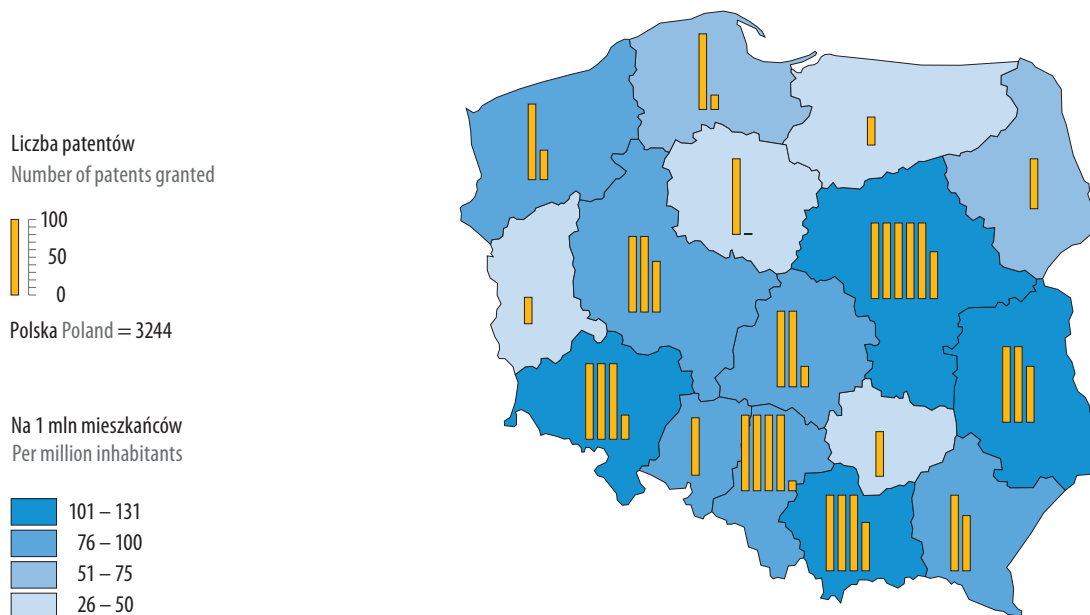 Liczba patentów
Number of patents granted
100
50
0
Polska Poland = 3244
Na 1 mln mieszkańców
Per million inhabitants
101 – 131
76 – 100
51 – 75
26 – 50